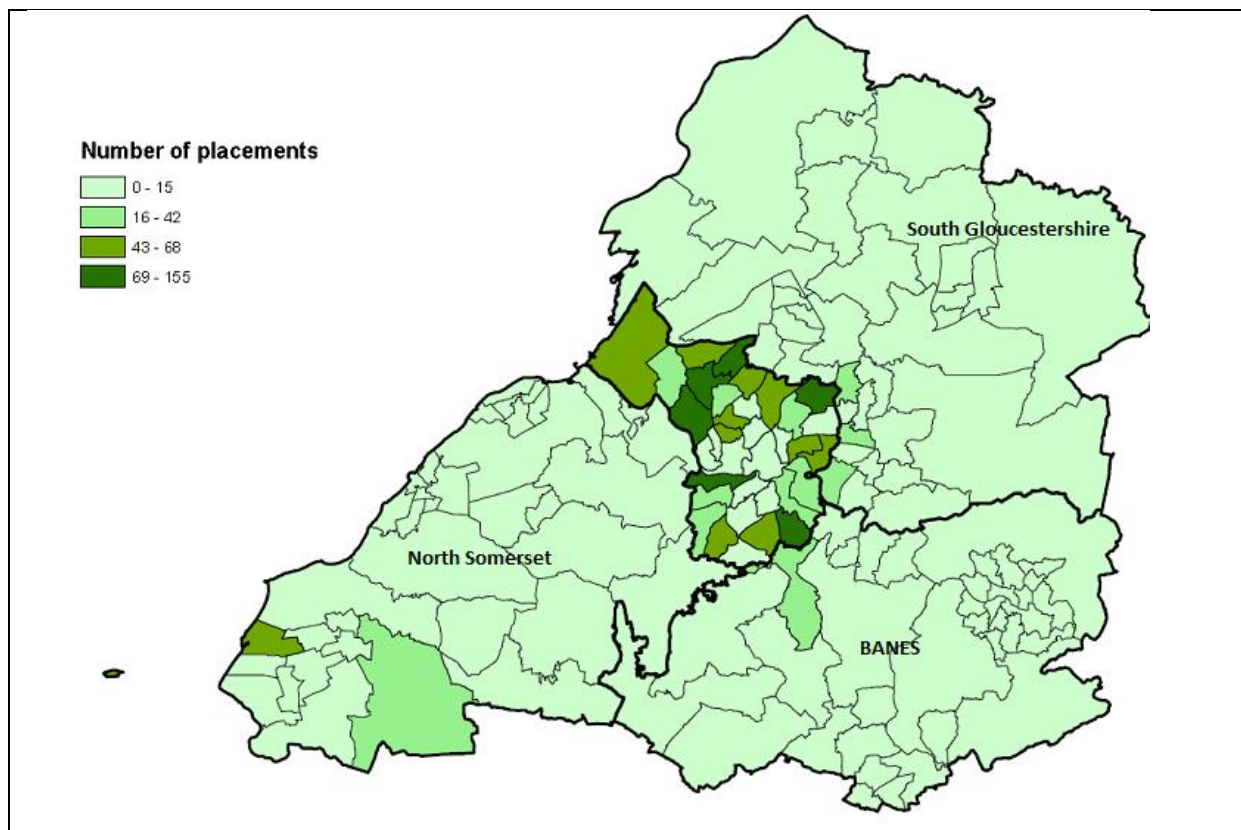 Number of placements
0 - 15
16 - 42
43 - 68
69 - 155
South Gloucestershire
North Somerset
BANES